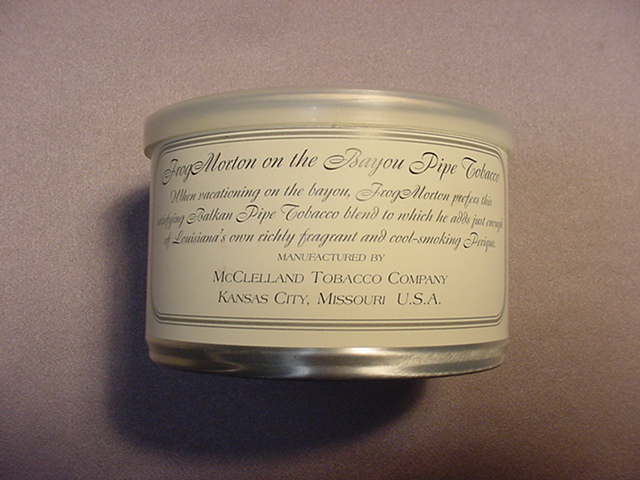 FrogMorton on the Bayou Pipe Tobacco
When vacationing on the bayou, FrogMorton prefers this
satisfying Balkan Pipe Tobacco blend to which he adds just enough
of Louisiana's own richly fragrant and cool-smoking Perique.
MANUFACTURED BY
MCCLELLAND TOBACCO COMPANY
KANSAS CITY, MISSOURI U.S.A.